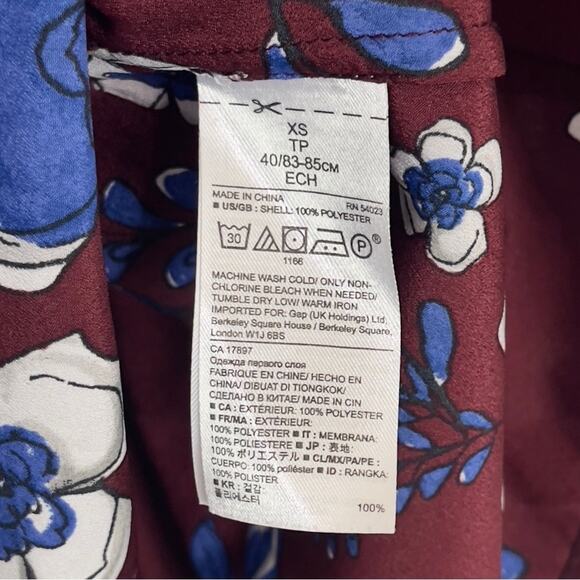 XS
TP
40/83-85см
ECH
MADE IN CHINA RN 54023
■ US/GB : SHELL: 100% POLYESTER
30 P ®
1166
MACHINE WASH COLD/ ONLY NON-
CHLORINE BLEACH WHEN NEEDED/
TUMBLE DRY LOW/ WARM IRON
IMPORTED FOR: Gap (UK Holdings) Ltd.
Berkeley Square House / Berkeley Square,
London W1J 6BS
CA 17897
Одежда первого слоя
FABRIQUE EN CHINE/ HECHO EN
CHINA/ DIBUAT DI TIONGKOK/
СДЕЛАНО В КИТАЕ/ MADE IN CIN
■ CA : EXTÉRIEUR: 100% POLYESTER
■ FR/MA : EXTÉRIEUR:
100% POLYESTER ■ IT : MEMBRANA:
100% POLIESTERE ■ JP : 表地:
100% ポリエステル ■ CL/MX/PA/PE :
CUERPO: 100% poliéster ■ ID : RANGKA:
100% POLISTER
■ KR : 겉감:
폴리에스터 100%